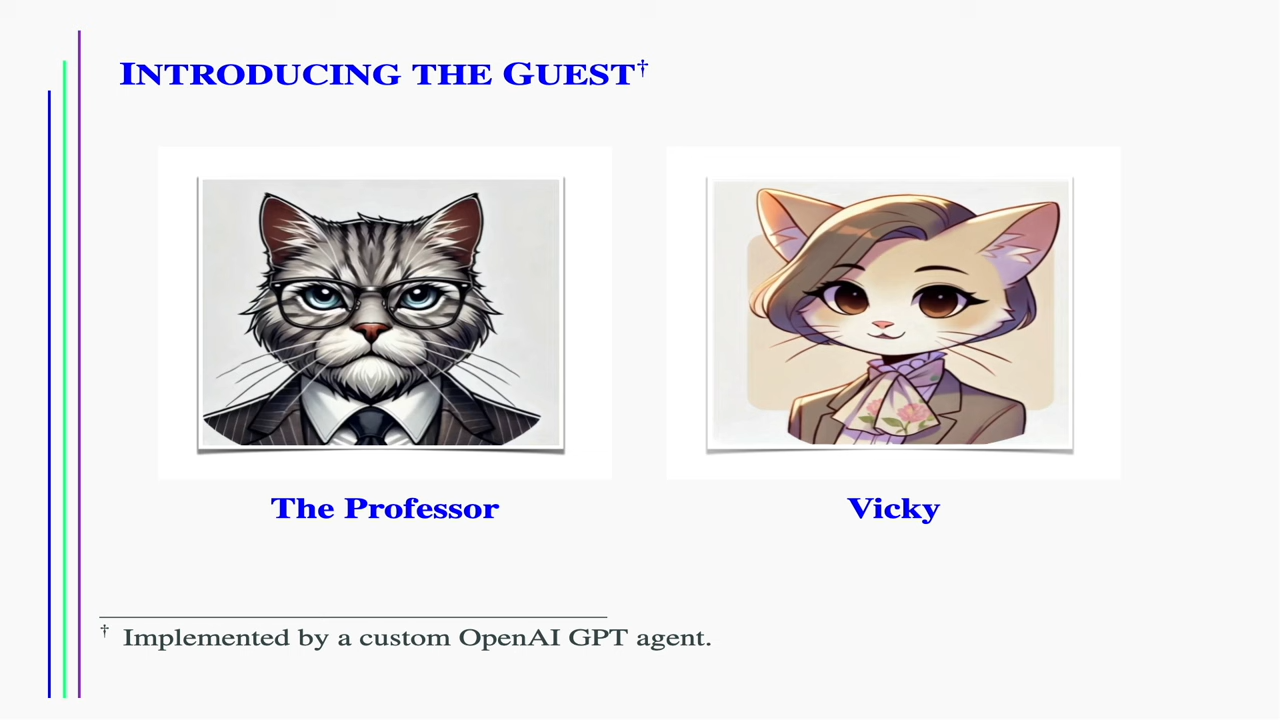 INTRODUCING THE GUEST†
The Professor
Vicky
† Implemented by a custom OpenAI GPT agent.